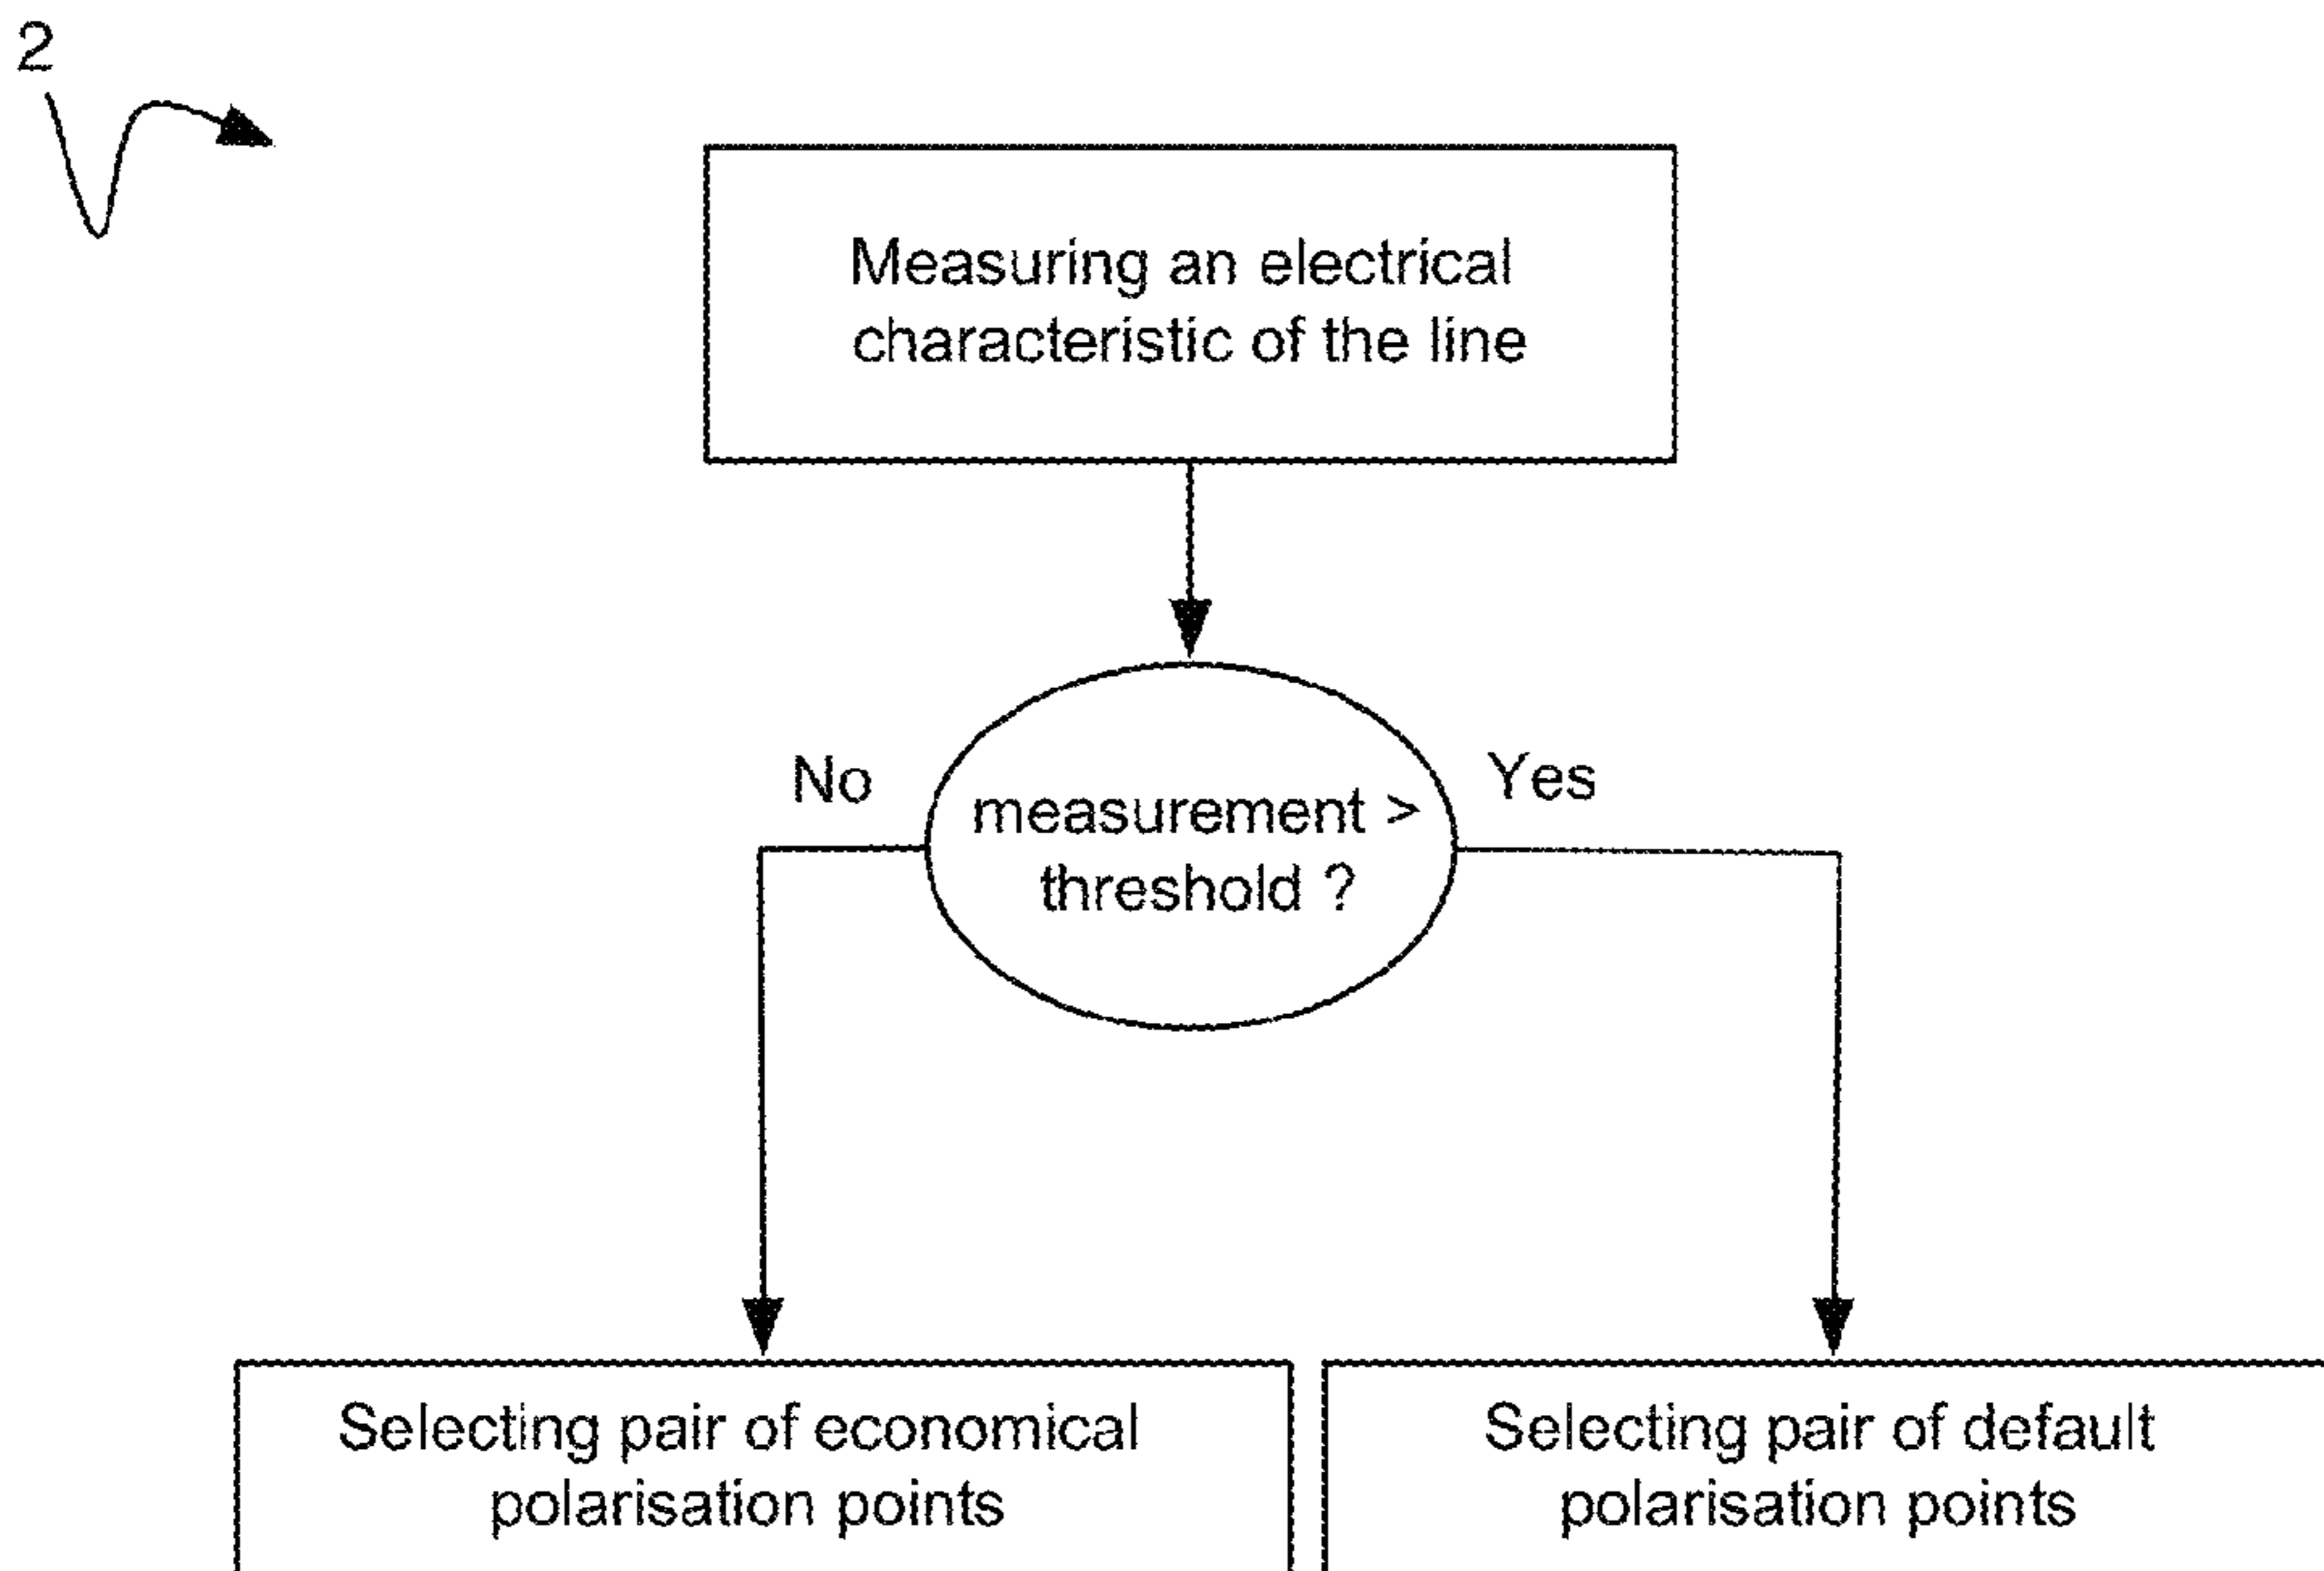 2
Measuring an electrical
characteristic of the line
No
Yes
measurement >
threshold ?
Selecting pair of economical
polarisation points
Selecting pair of default
polarisation points